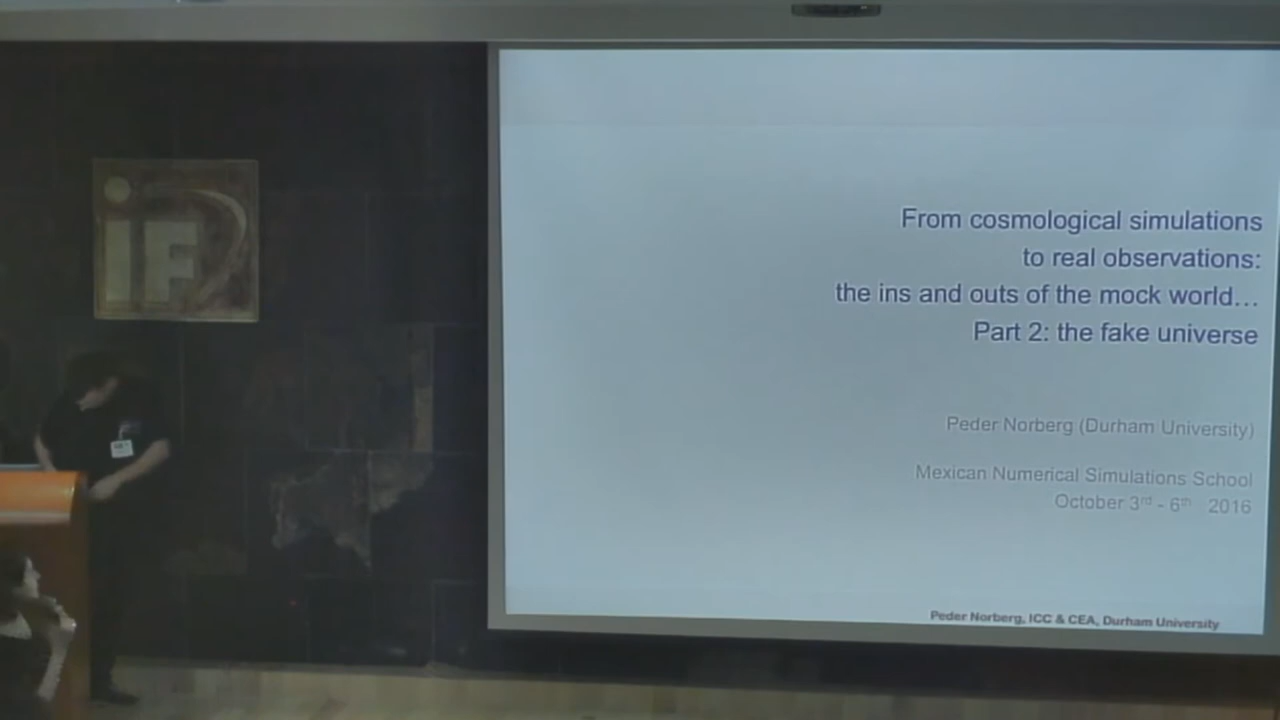 iF
From cosmological simulations
to real observations:
the ins and outs of the mock world…
Part 2: the fake universe
Peder Norberg (Durham University)
Mexican Numerical Simulations School
October 3rd - 6th 2016
Peder Norberg, ICC & CEA, Durham University